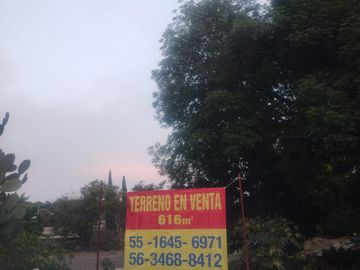 TERRENO EN VENTA
616m²
55-1645-6971
56-3468-8412